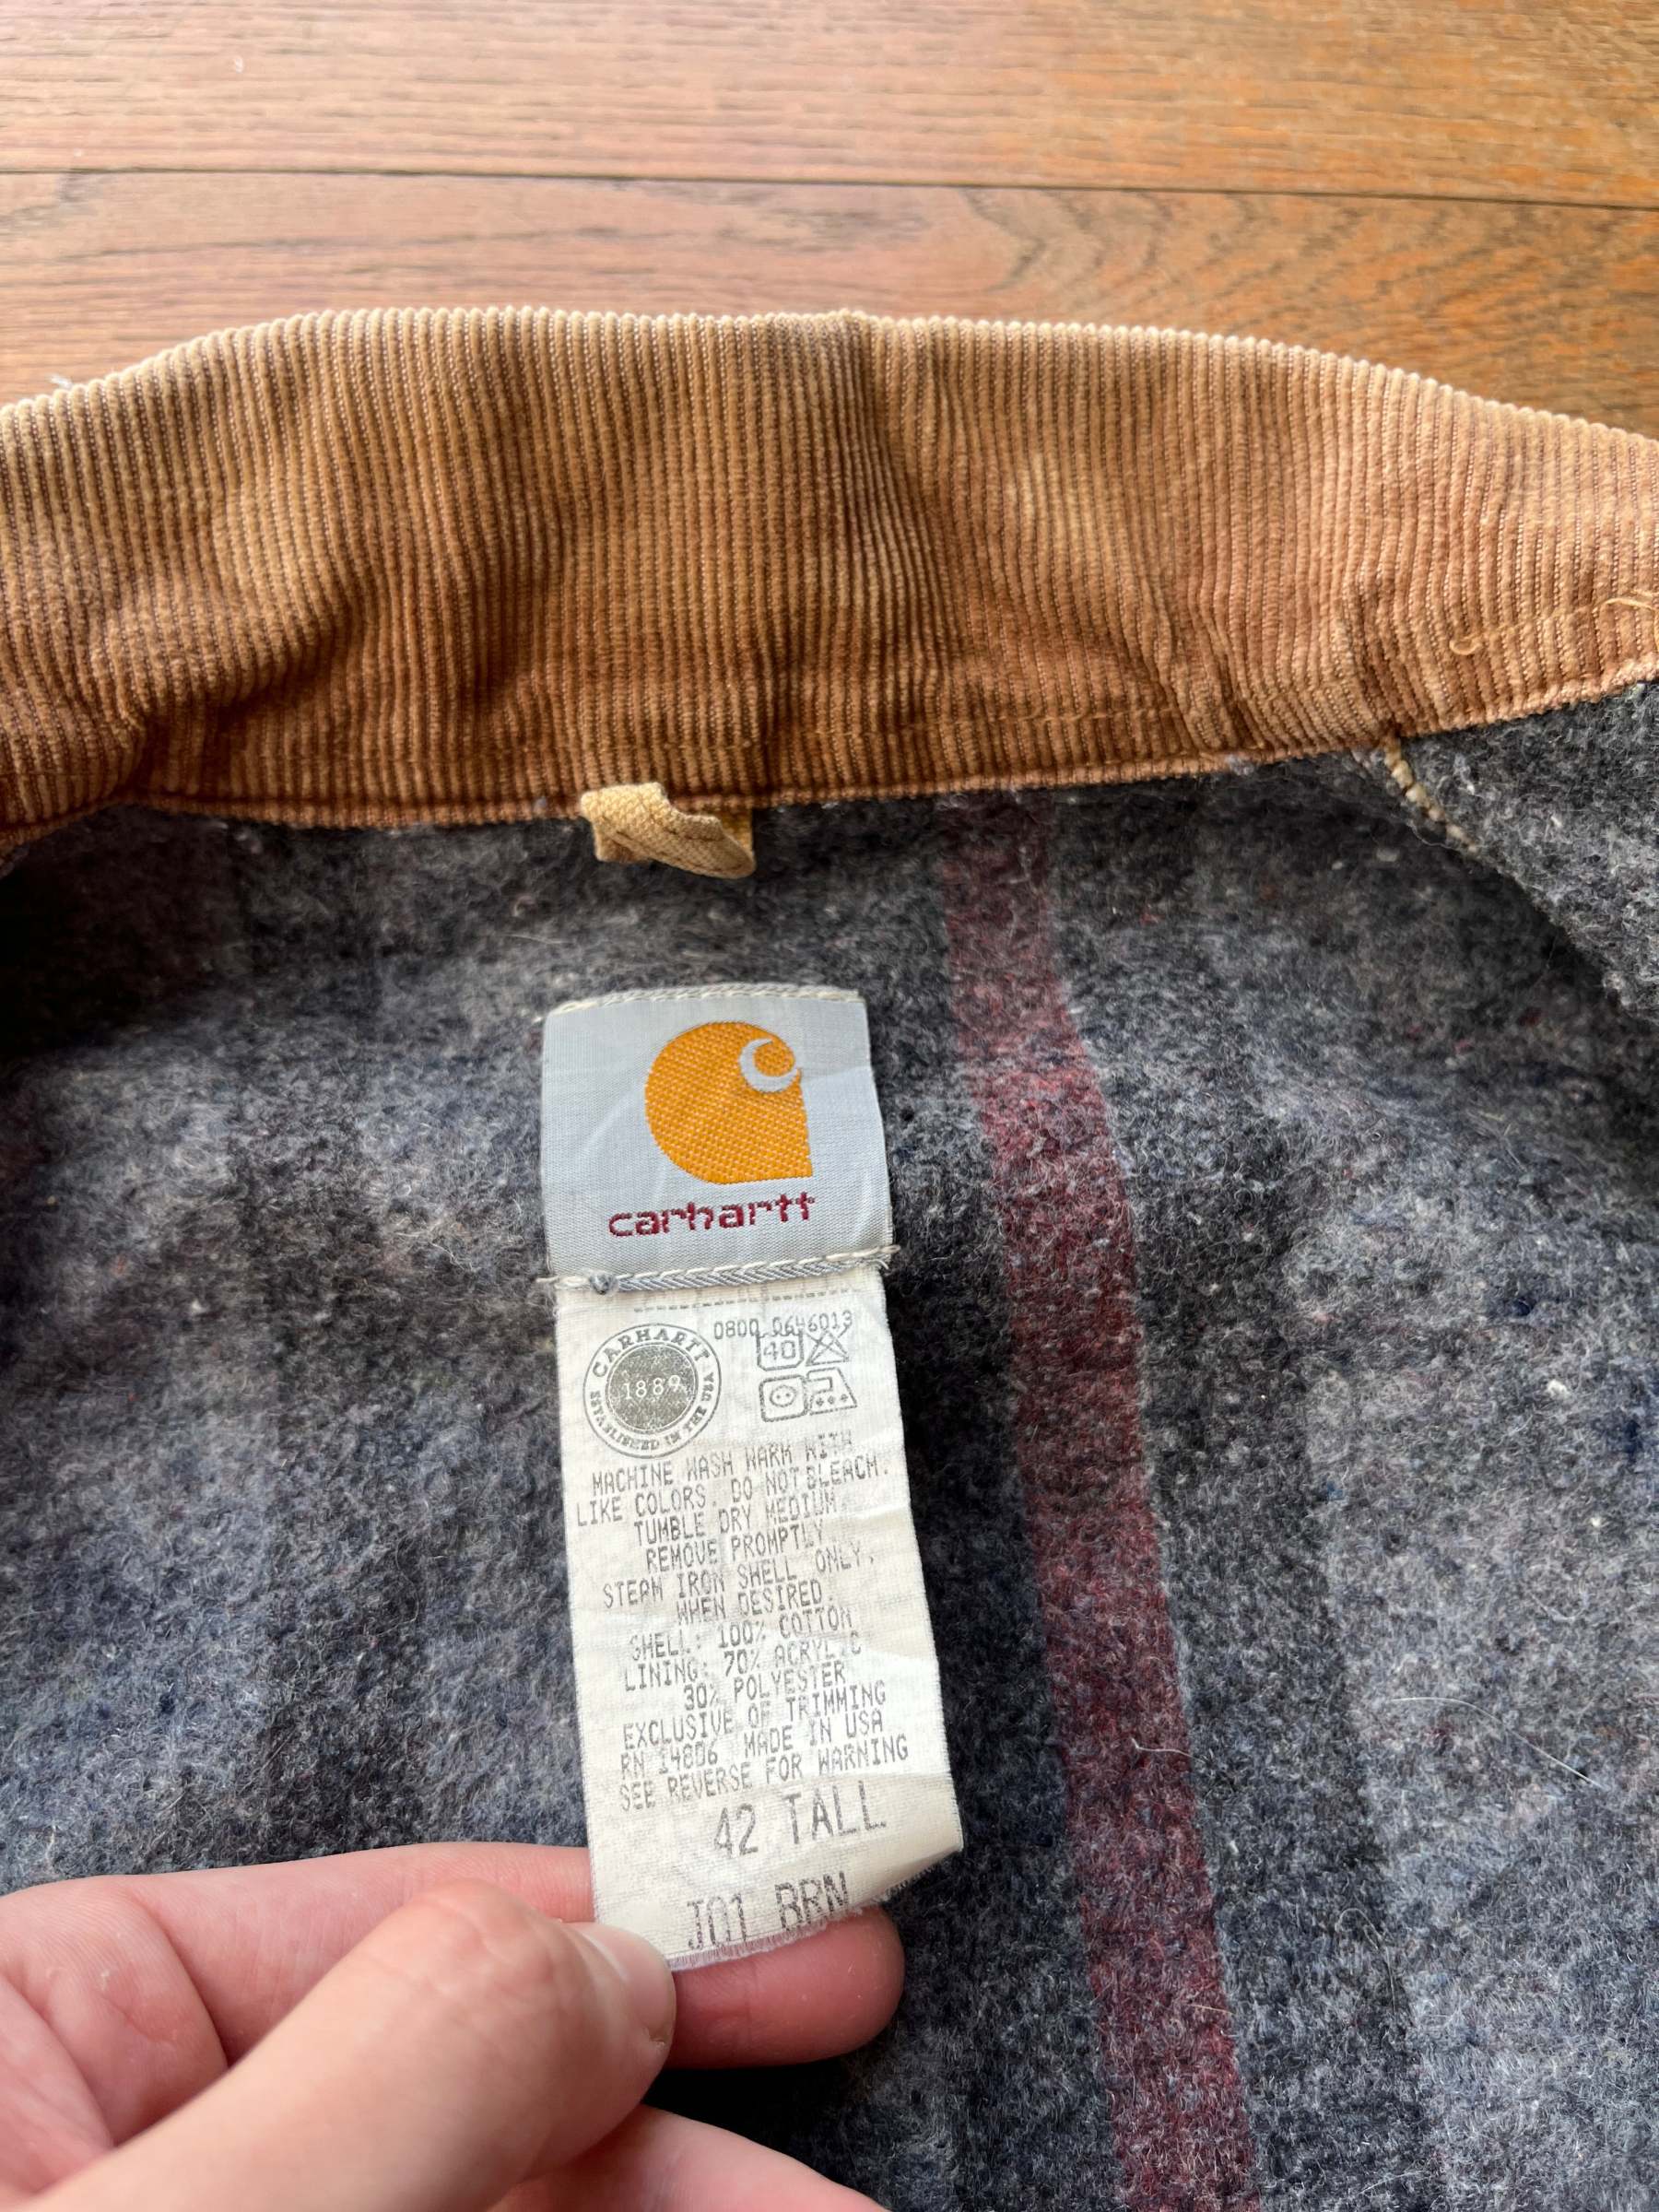 carhartt
0800 0646013
CARHARTT
1889
ESTABLISHED IN THE USA
40
MACHINE WASH WARM WITH
LIKE COLORS. DO NOT BLEACH.
TUMBLE DRY MEDIUM.
REMOVE PROMPTLY
STEAM IRON SHELL ONLY,
WHEN DESIRED.
SHELL: 100% COTTON
LINING: 70% ACRYLIC
30% POLYESTER
EXCLUSIVE OF TRIMMING
RN 14806 MADE IN USA
SEE REVERSE FOR WARNING
42 TALL
J01 BRN